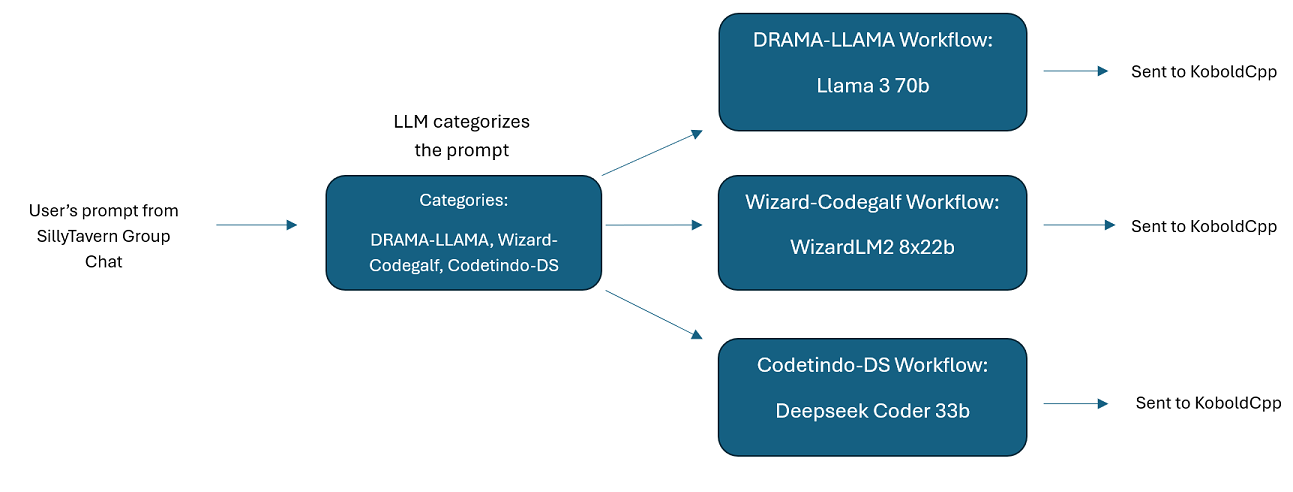 User’s prompt from
SillyTavern Group
Chat
LLM categorizes
the prompt
Categories:
DRAMA-LLAMA, Wizard-
Codegalf, Codetindo-DS
DRAMA-LLAMA Workflow:
Llama 3 70b
Sent to KoboldCpp
Wizard-Codegalf Workflow:
WizardLM2 8x22b
Sent to KoboldCpp
Codetindo-DS Workflow:
Deepseek Coder 33b
Sent to KoboldCpp